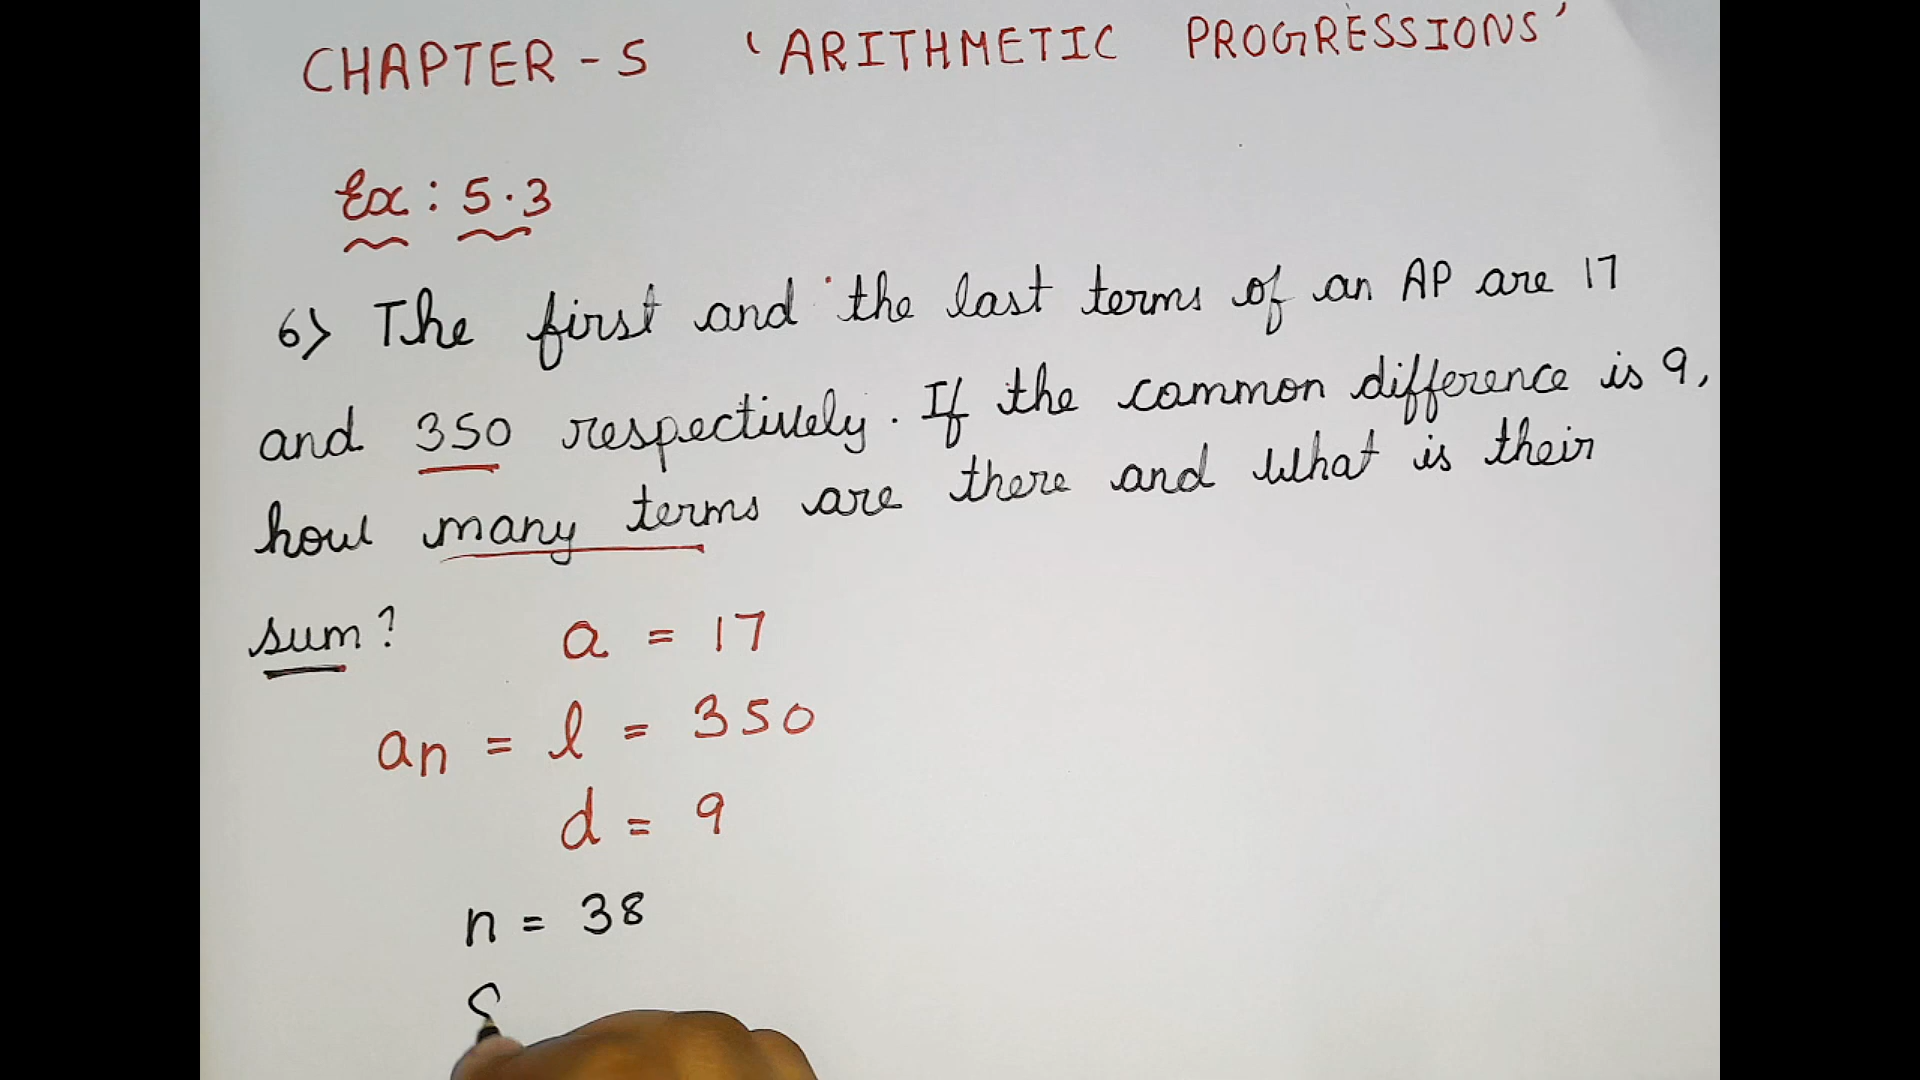 CHAPTER - 5 'ARITHMETIC PROGRESSIONS'
Ex : 5.3
6) The first and the last terms of an AP are 17
and 350 respectively. If the common difference is 9,
how many terms are there and what is their
sum?
a = 17
an = l = 350
d = 9
n = 38
S